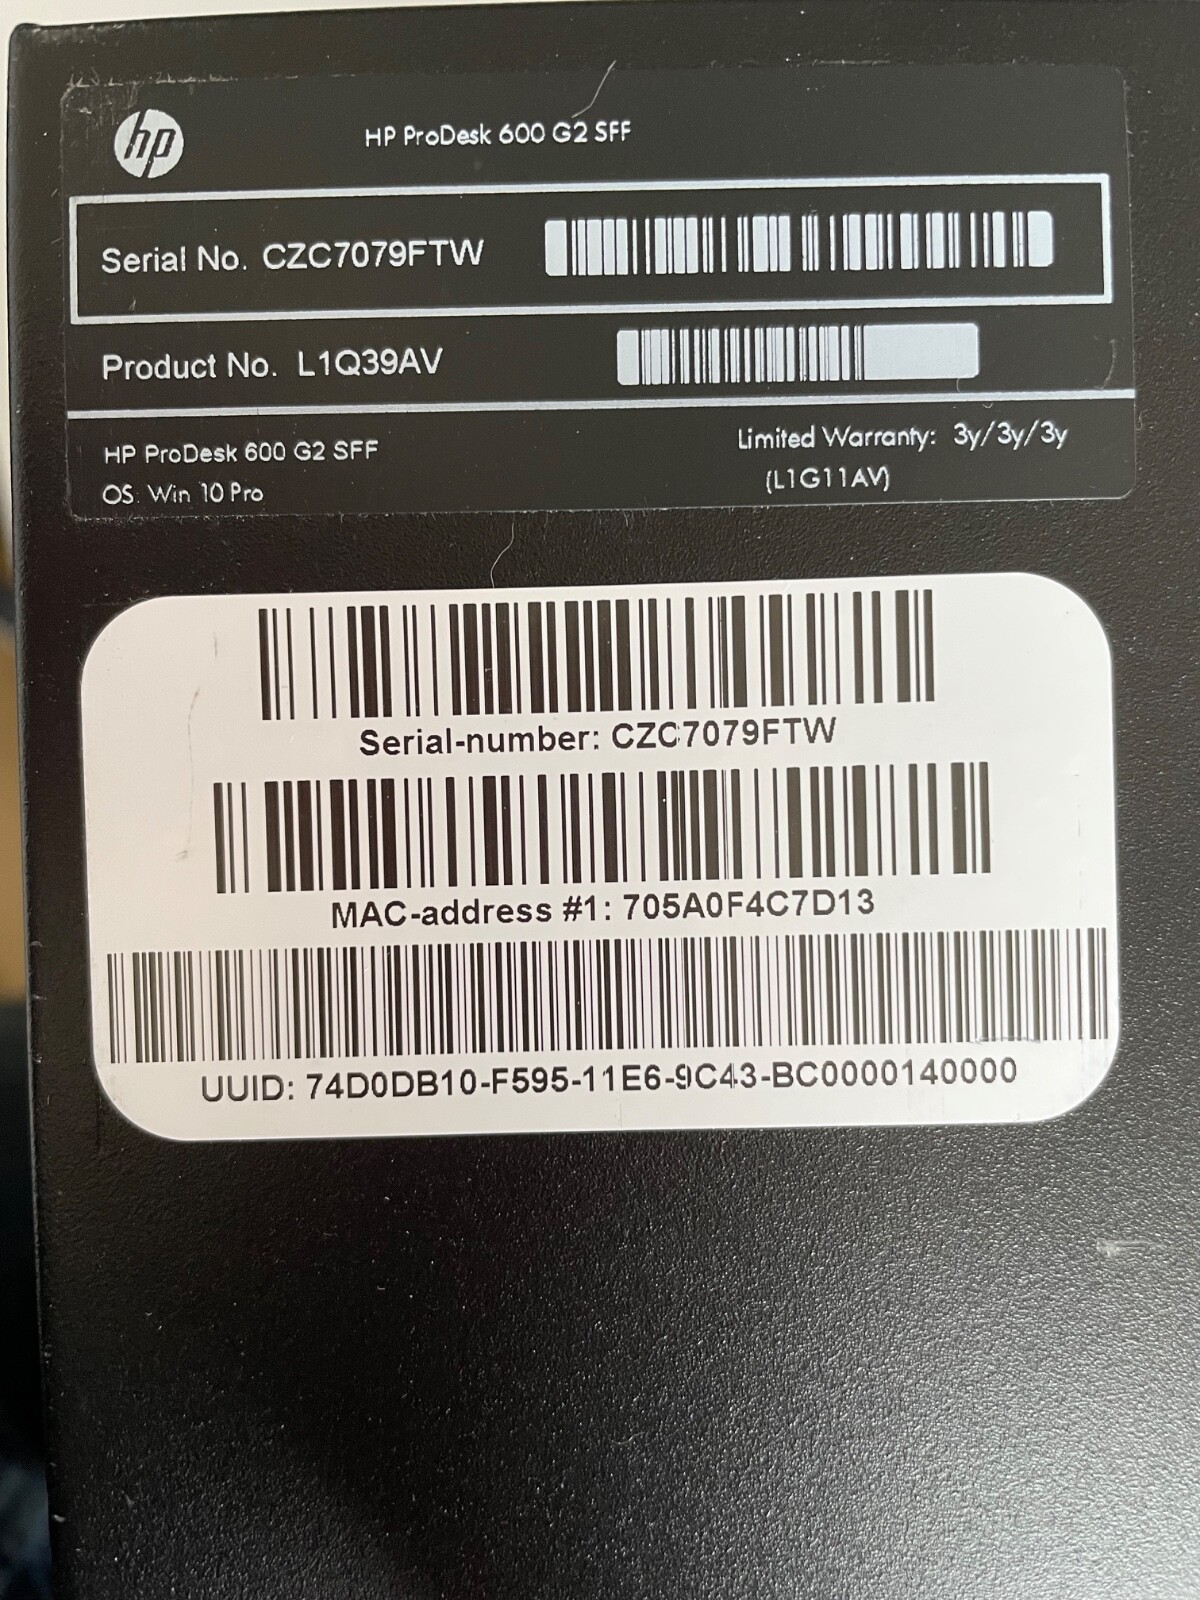 hp
HP ProDesk 600 G2 SFF
Serial No. CZC7079FTW
Product No. L1Q39AV
HP ProDesk 600 G2 SFF
OS: Win 10 Pro
Limited Warranty: 3y/3y/3y
(L1G11AV)
Serial-number: CZC7079FTW
MAC-address #1: 705A0F4C7D13
UUID: 74D0DB10-F595-11E6-9C43-BC0000140000